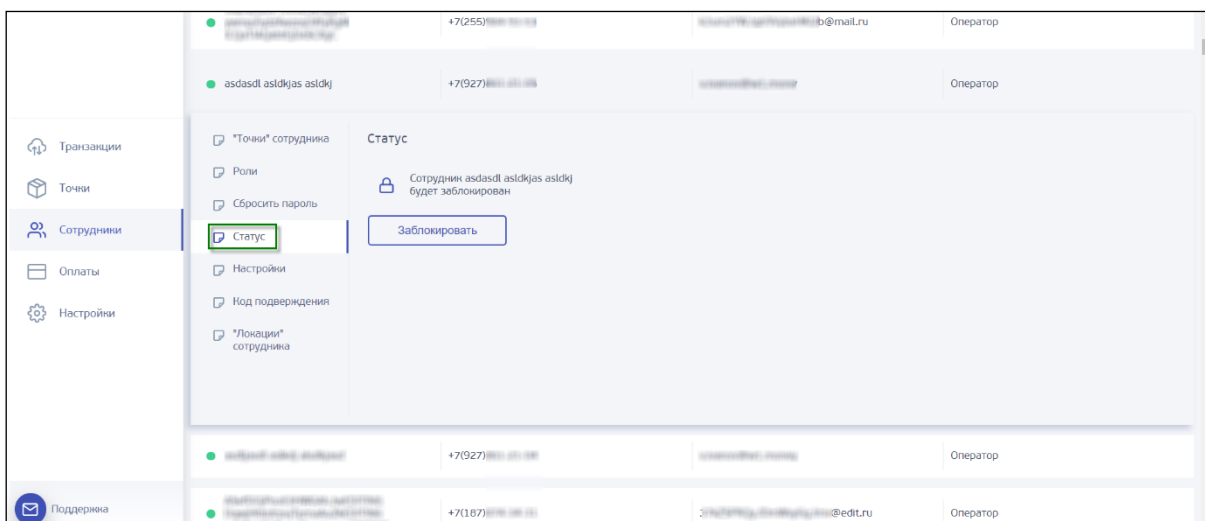 +7(255)
b@mail.ru
Оператор
asdasdl asldkjas asldkj
+7(927)
Оператор
Транзакции
Точки
Сотрудники
Оплаты
Настройки
Поддержка
"Точки" сотрудника
Роли
Сбросить пароль
Статус
Настройки
Код подверждения
"Локации"
сотрудника
Статус
Сотрудник asdasdl asldkjas asldkj
будет заблокирован
Заблокировать
+7(927)
Оператор
+7(187)
@edit.ru
Оператор